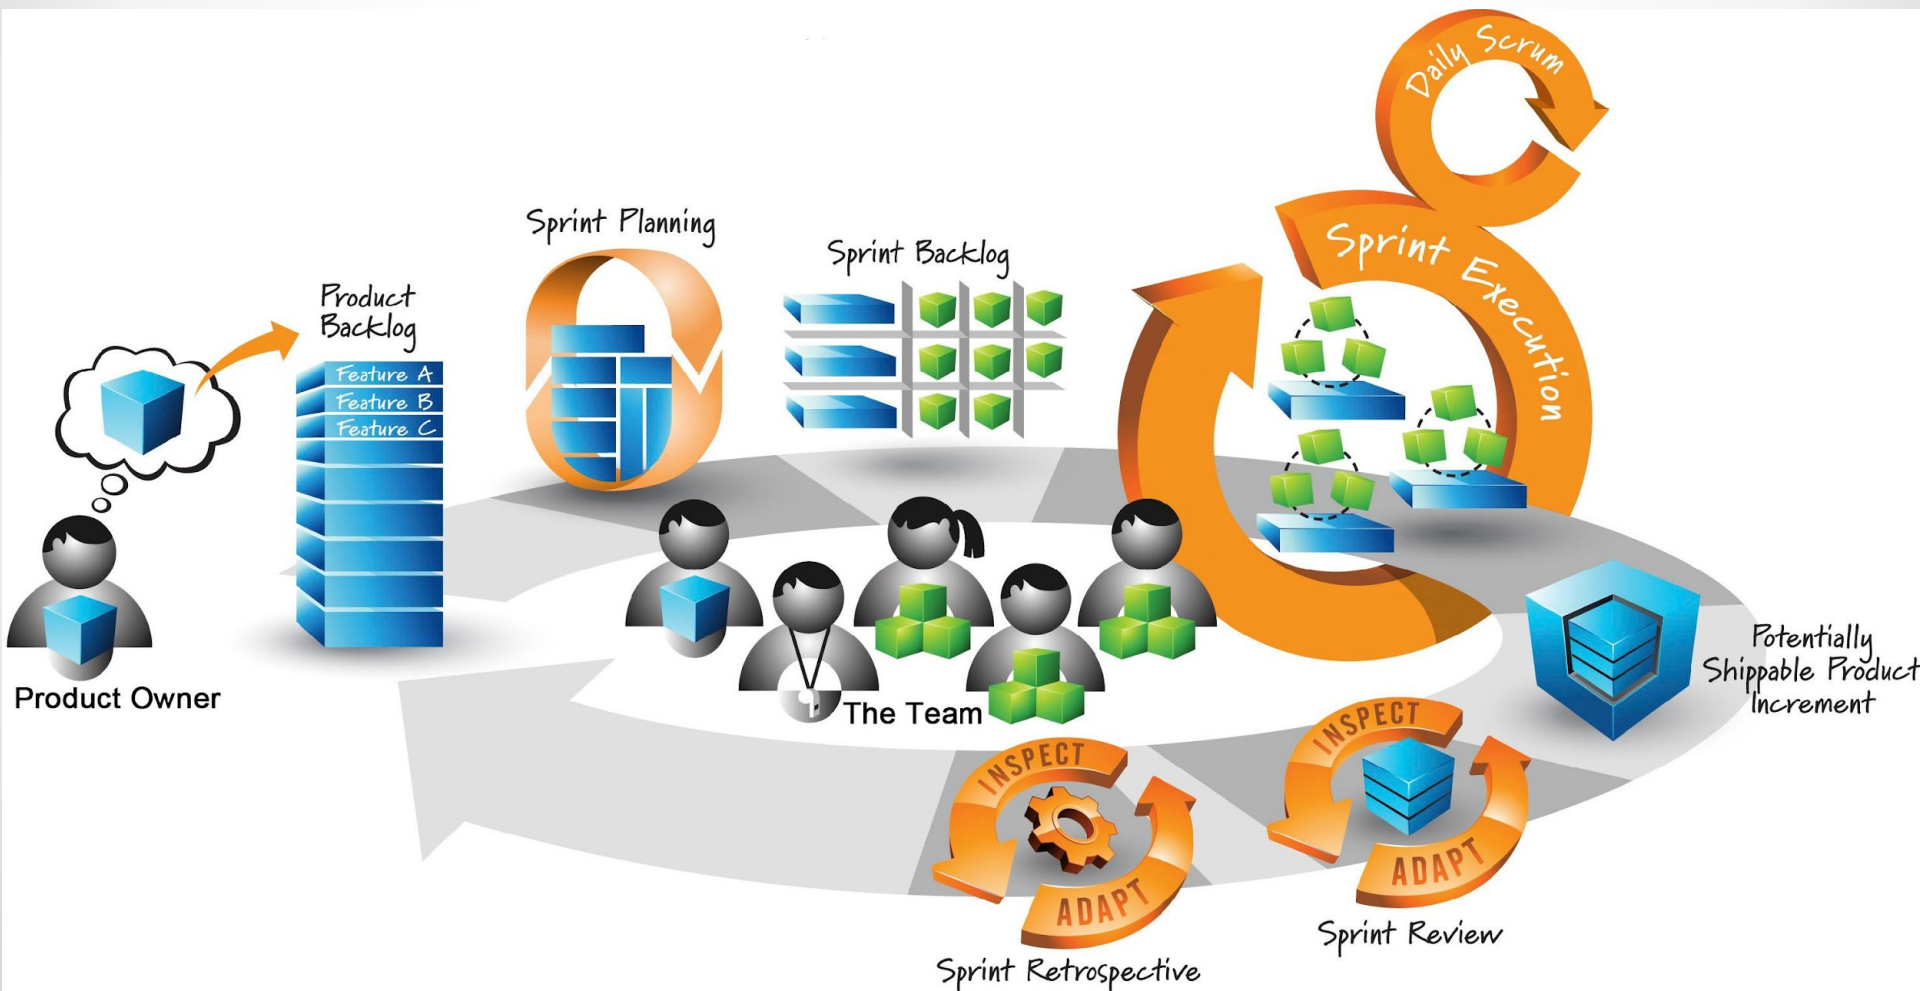 Daily Scrum
Sprint Planning
Sprint Execution
Sprint Backlog
Product
Backlog
Feature A
Feature B
Feature C
Product Owner
The Team
Potentially
Shippable Product
Increment
INSPECT
ADAPT
Sprint Review
INSPECT
ADAPT
Sprint Retrospective